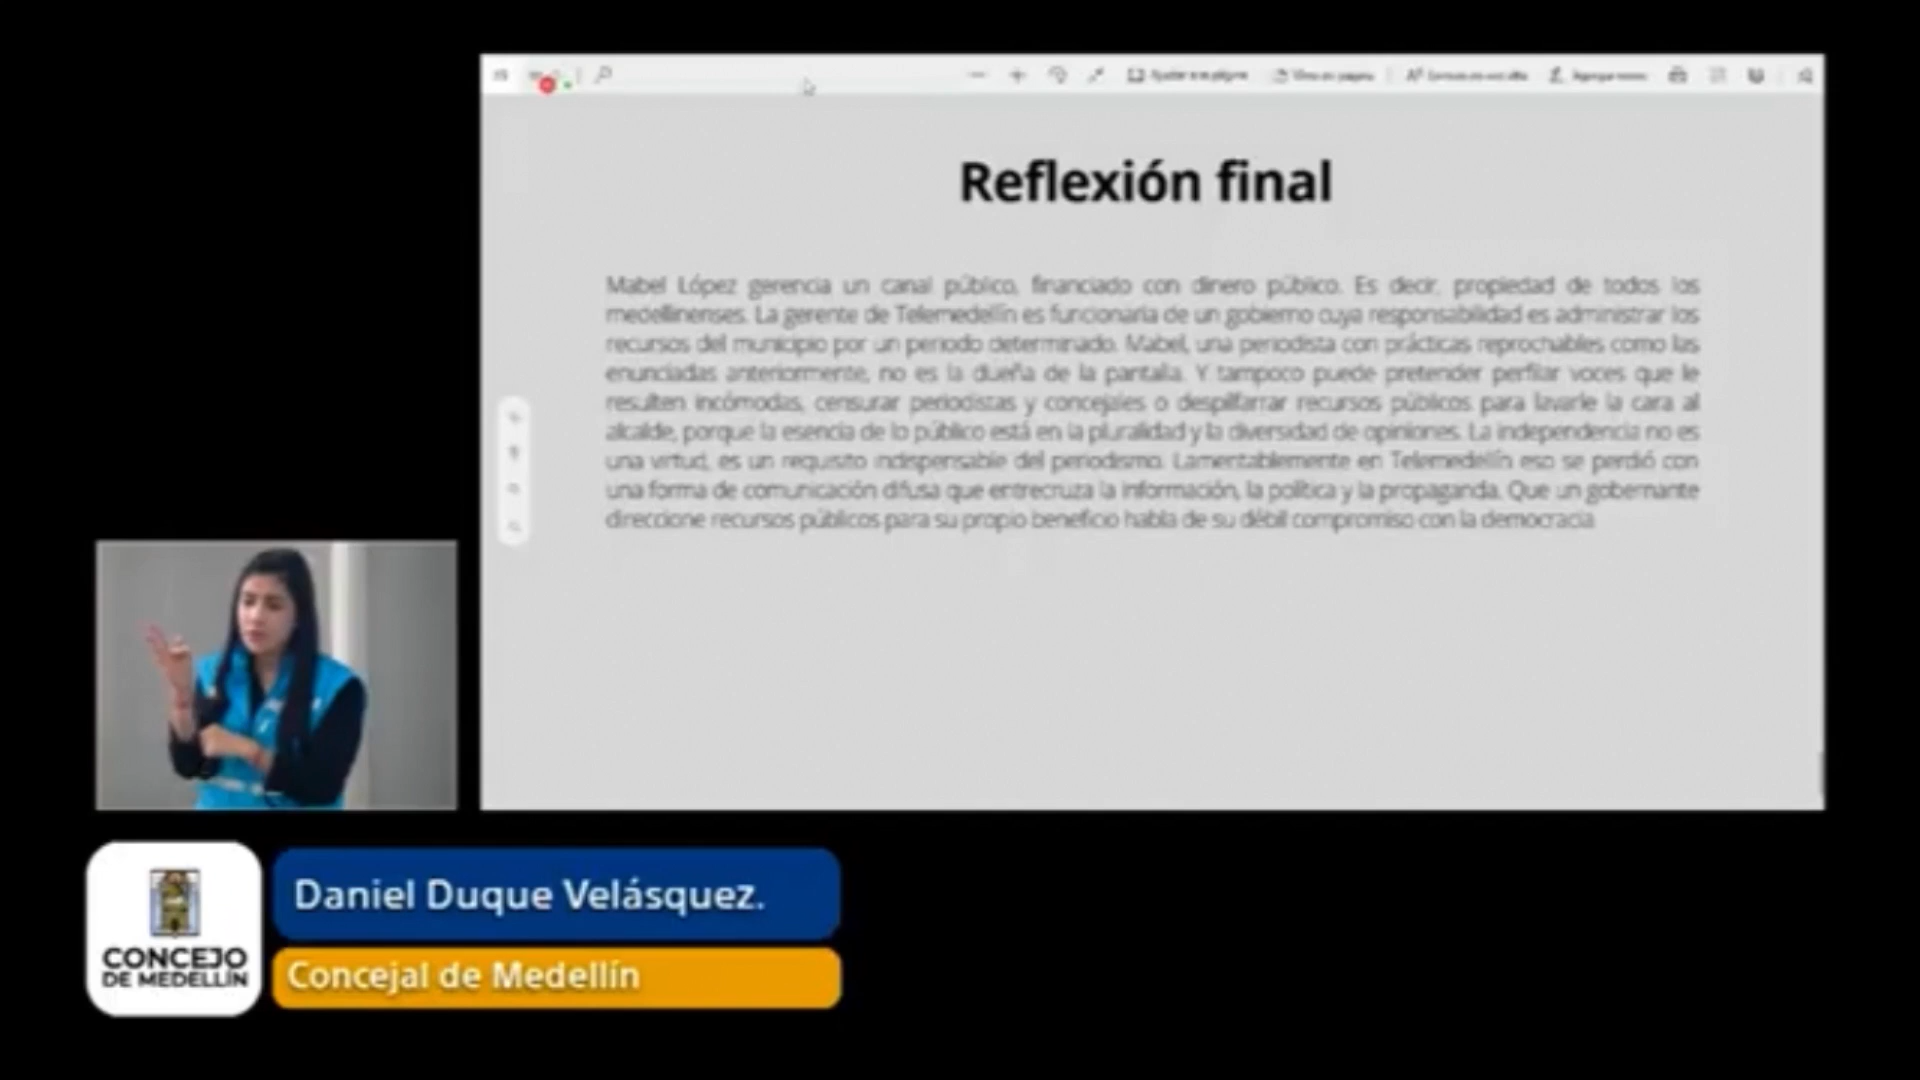 Reflexión final
Mabel López gerencia un canal público, financiado con dinero público. Es decir, propiedad de todos los
medellinenses. La gerente de Telemedellín es funcionaria de un gobierno cuya responsabilidad es administrar los
recursos del municipio por un periodo determinado. Mabel, una periodista con prácticas reprochables como las
enunciadas anteriormente, no es la dueña de la pantalla. Y tampoco puede pretender perfilar voces que le
resulten incómodas, censurar periodistas y concejales o despilfarrar recursos públicos para lavarle la cara al
alcalde, porque la esencia de lo público está en la pluralidad y la diversidad de opiniones. La independencia no es
una virtud, es un requisito indispensable del periodismo. Lamentablemente en Telemedellín eso se perdió con
una forma de comunicación difusa que entrecruza la información, la política y la propaganda. Que un gobernante
direccione recursos públicos para su propio beneficio habla de su débil compromiso con la democracia
Daniel Duque Velásquez.
Concejal de Medellín
CONCEJO
DE MEDELLÍN